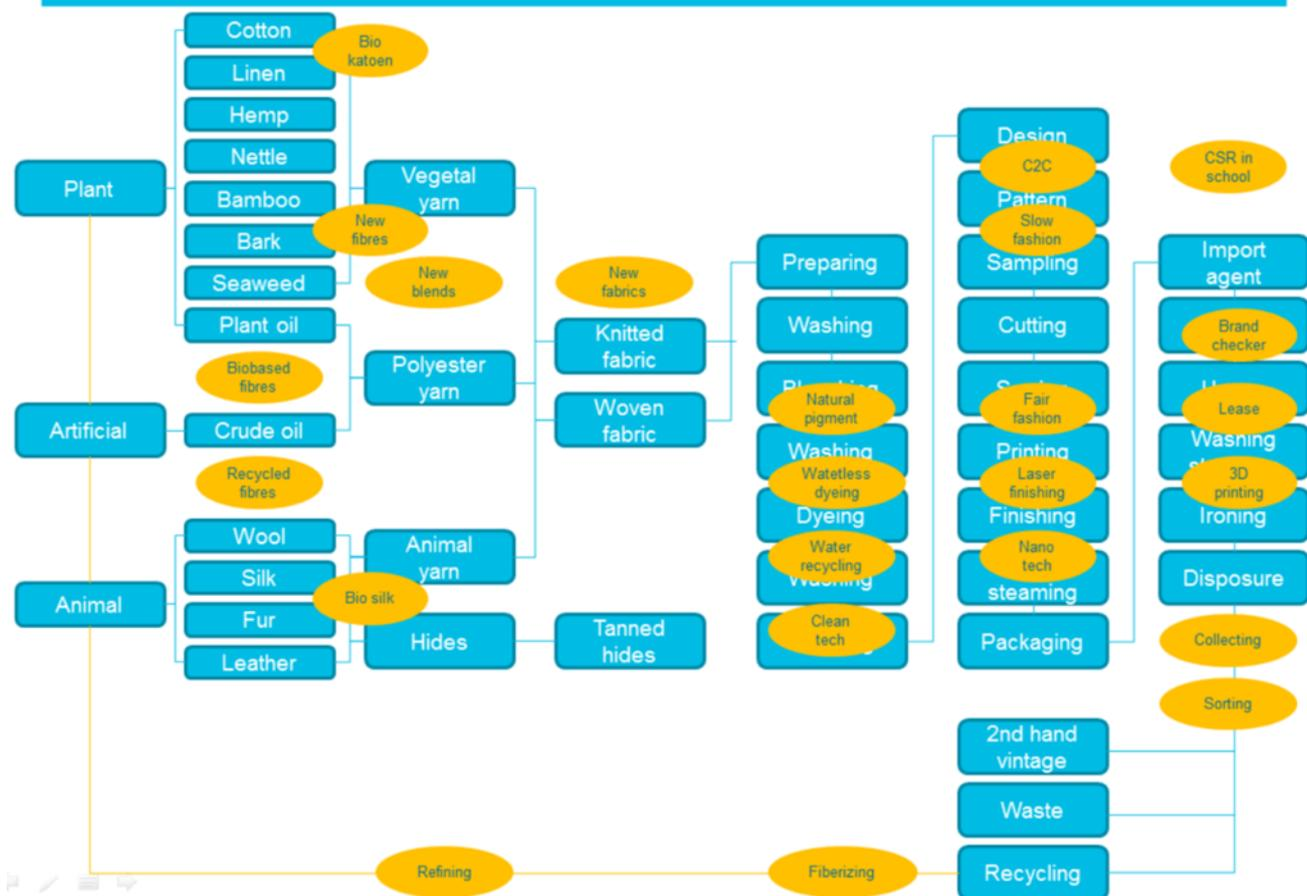 Plant
Artificial
Animal
Cotton
Linen
Hemp
Nettle
Bamboo
Bark
Seaweed
Plant oil
Biobased
fibres
Crude oil
Recycled
fibres
Wool
Silk
Fur
Leather
Bio
katoen
Vegetal
yarn
New
fibres
New
blends
Polyester
yarn
Animal
yarn
Bio silk
Hides
New
fabrics
Knitted
fabric
Woven
fabric
Tanned
hides
Preparing
Washing
Natural
pigment
Washing
Watetless
dyeing
Dyeing
Water
recycling
Washing
Clean
tech
Design
C2C
Pattern
Slow
fashion
Sampling
Cutting
Fair
fashion
Printing
Laser
finishing
Finishing
Nano
tech
steaming
Packaging
CSR in
school
Import
agent
Brand
checker
Lease
Washing
3D
printing
Ironing
Disposure
Collecting
Sorting
2nd hand
vintage
Waste
Recycling
Fiberizing
Refining